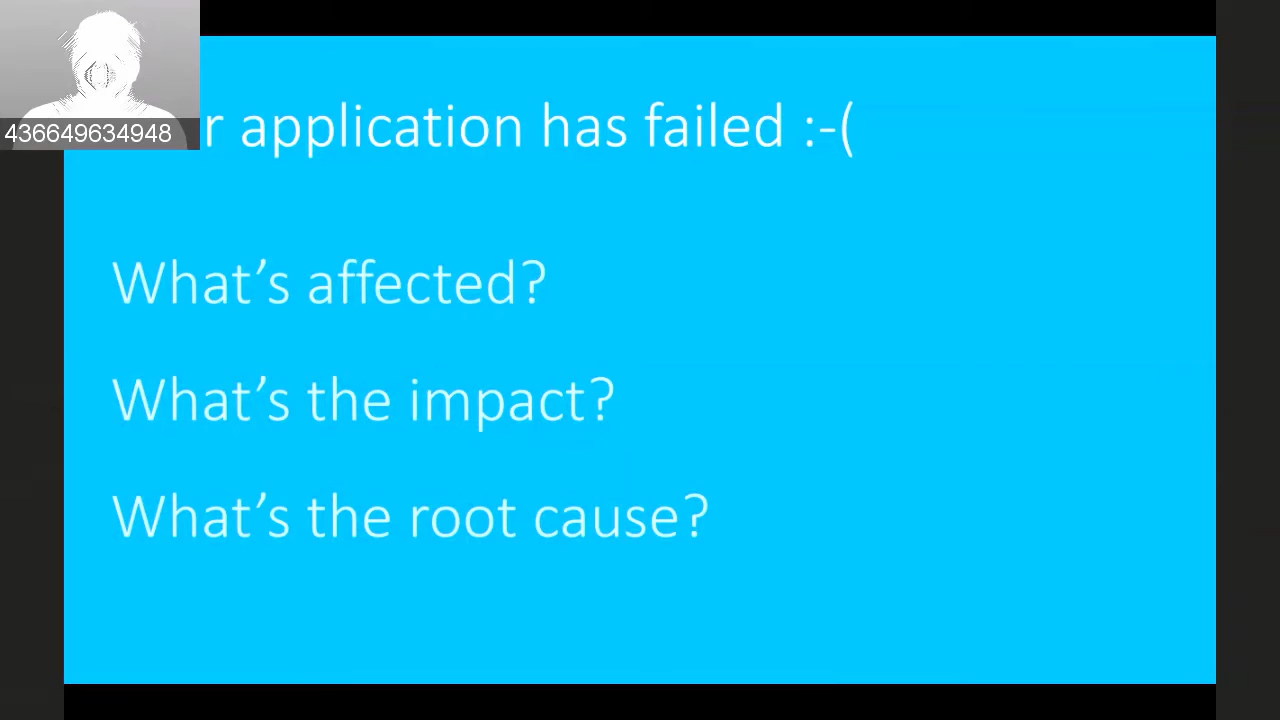 436649634948
r application has failed :-(
What’s affected?
What’s the impact?
What’s the root cause?